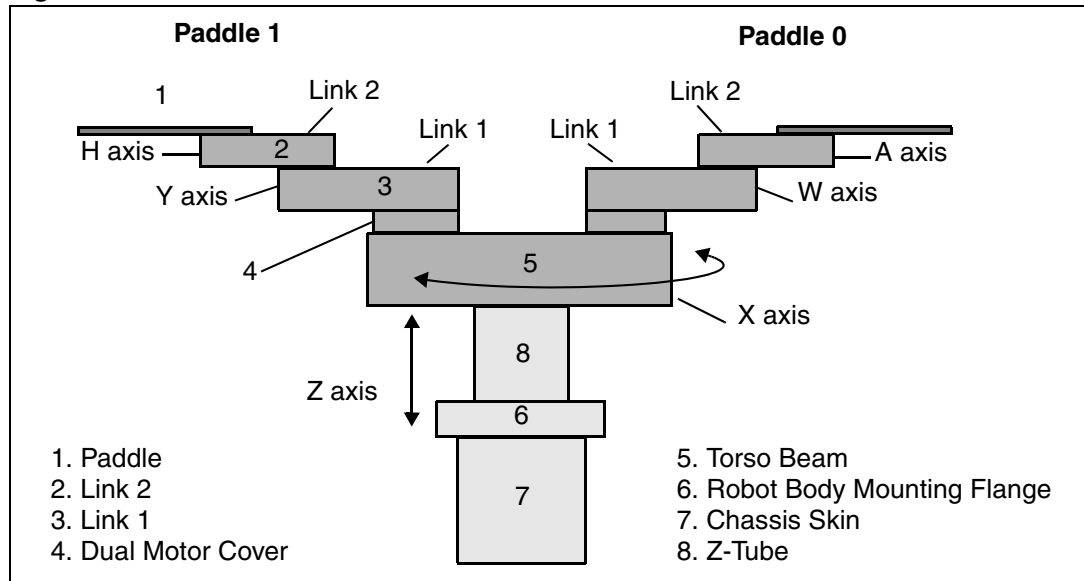 Paddle 1
Paddle 0
1
Link 2
Link 2
Link 1
Link 1
H axis
2
A axis
Y axis
3
W axis
4
5
X axis
8
Z axis
6
7
1. Paddle
2. Link 2
3. Link 1
4. Dual Motor Cover
5. Torso Beam
6. Robot Body Mounting Flange
7. Chassis Skin
8. Z-Tube